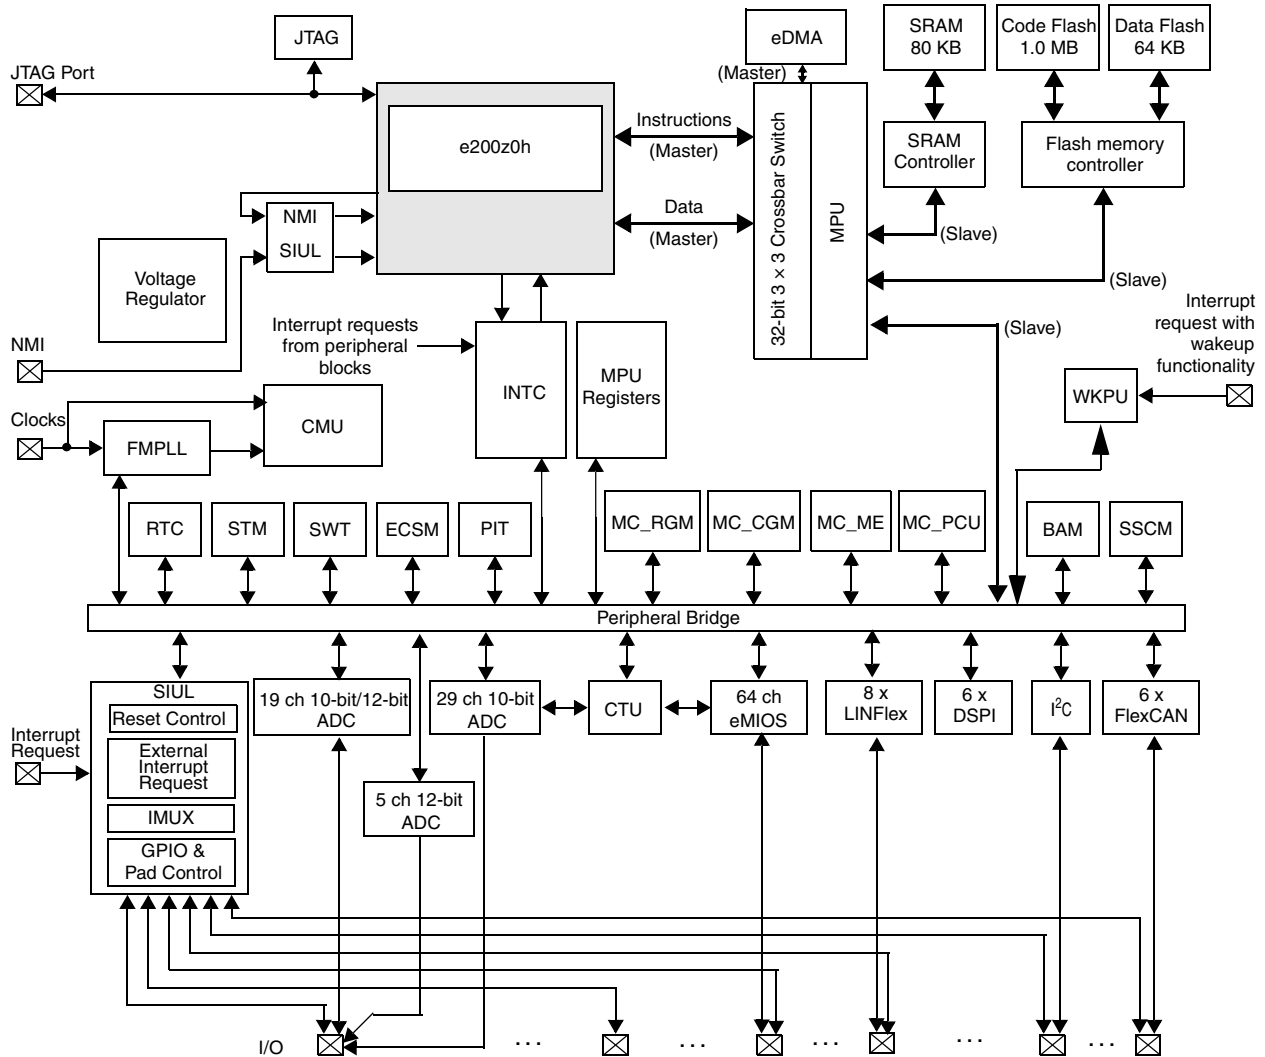 JTAG
eDMA
SRAM
80 KB
Code Flash
1.0 MB
Data Flash
64 KB
JTAG Port
(Master)
e200z0h
Instructions
(Master)
32-bit 3 × 3 Crossbar Switch
MPU
SRAM
Controller
Flash memory
controller
NMI
SIUL
Data
(Master)
(Slave)
(Slave)
(Slave)
Voltage
Regulator
Interrupt
request with
wakeup
functionality
NMI
Interrupt requests
from peripheral
blocks
INTC
MPU
Registers
WKPU
Clocks
FMPLL
CMU
RTC
STM
SWT
ECSM
PIT
MC_RGM
MC_CGM
MC_ME
MC_PCU
BAM
SSCM
Peripheral Bridge
SIUL
Reset Control
External
Interrupt
Request
IMUX
GPIO &
Pad Control
Interrupt
Request
19 ch 10-bit/12-bit
ADC
29 ch 10-bit
ADC
CTU
64 ch
eMIOS
8 x
LINFlex
6 x
DSPI
I²C
6 x
FlexCAN
5 ch 12-bit
ADC
I/O
...
...
...
...
...